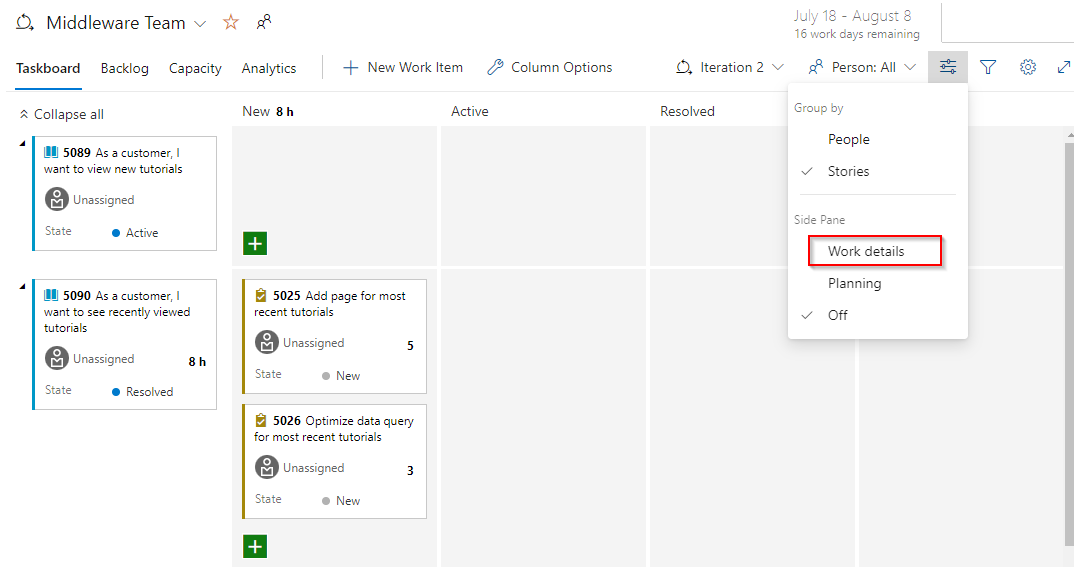 Middleware Team
July 18 - August 8
16 work days remaining
Taskboard Backlog Capacity Analytics New Work Item Column Options Iteration 2 Person: All
Collapse all
New 8 h Active Resolved
Group by
People
Stories
Side Pane
Work details
Planning
Off
5089 As a customer, I
want to view new tutorials
Unassigned
State Active
5090 As a customer, I
want to see recently viewed
tutorials
Unassigned 8 h
State Resolved
5025 Add page for most
recent tutorials
Unassigned 5
State New
5026 Optimize data query
for most recent tutorials
Unassigned 3
State New